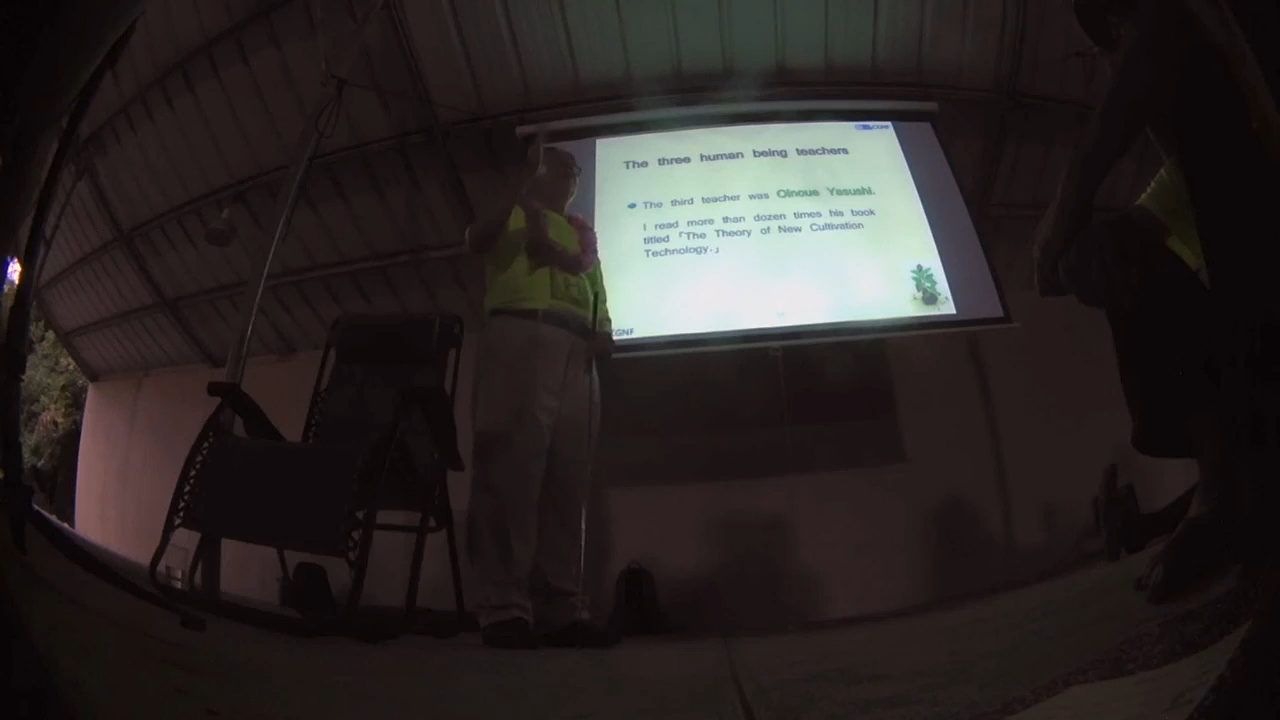 The three human being teachers
The third teacher was Oinoue Yasushi.
I read more than dozen times his book
titled「The Theory of New Cultivation
Technology.」
CGNF